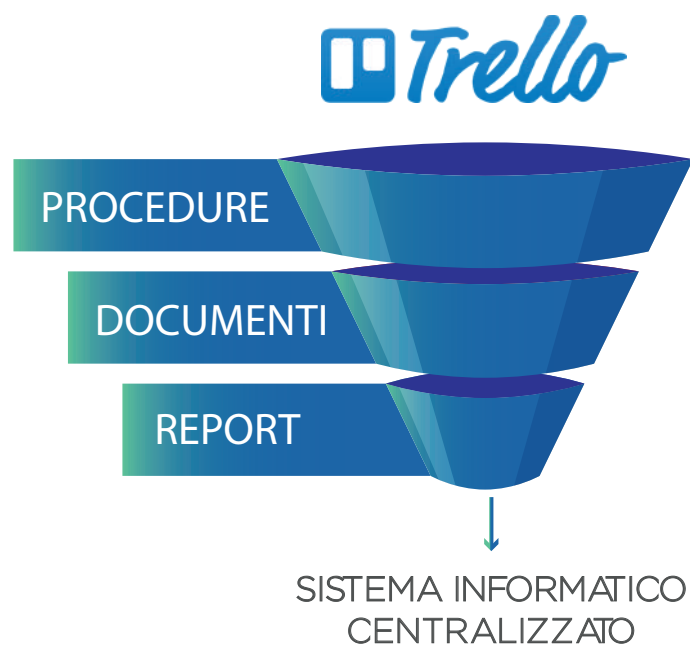 Trello
PROCEDURE
DOCUMENTI
REPORT
SISTEMA INFORMATICO
CENTRALIZZATO